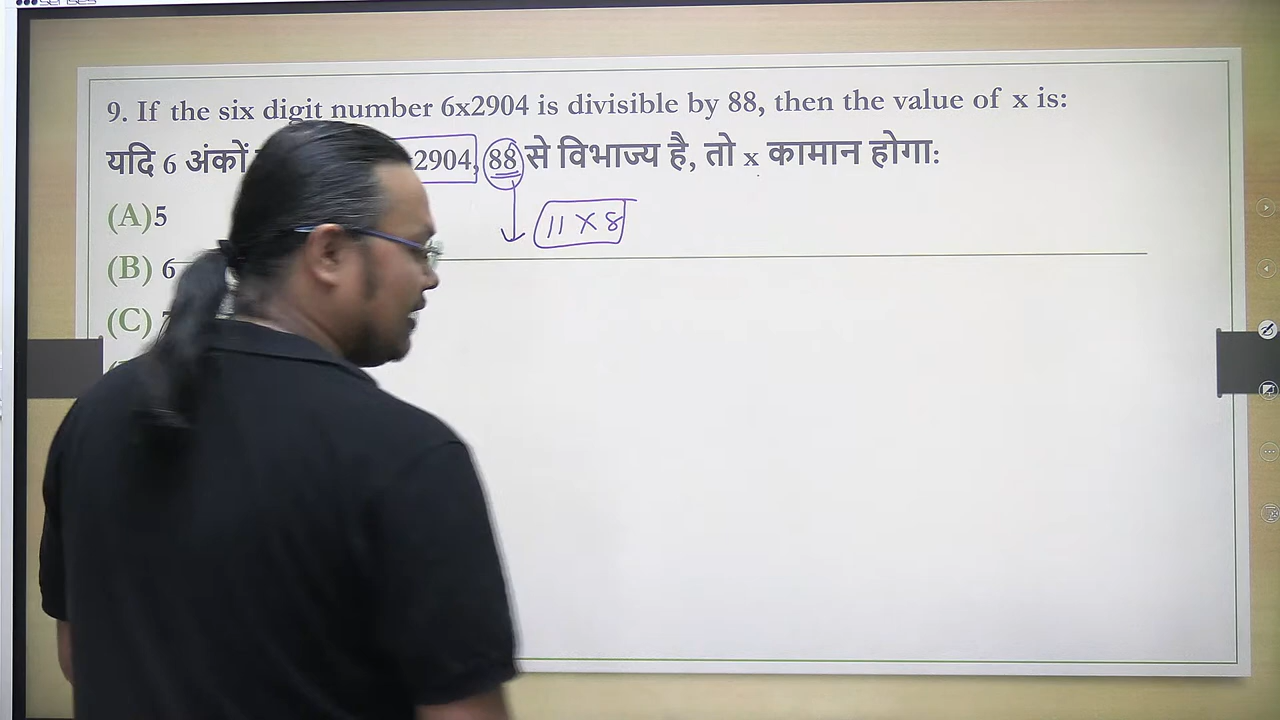 9. If the six digit number 6x2904 is divisible by 88, then the value of x is:
यदि 6 अंकों 2904, 88 से विभाज्य है, तो x कामान होगा:
(A)5
11 X 8
(B) 6
(C)